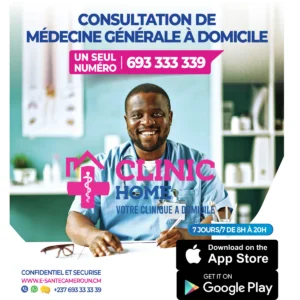 CONSULTATION DE
MÉDECINE GÉNÉRALE À DOMICILE
UN SEUL
NUMÉRO
693 333 339
CLINIC
HOME
VOTRE CLINIQUE A DOMICILE
7 JOURS/7 DE 8H À 20H
Download on the
App Store
GET IT ON
Google Play
CONFIDENTIEL ET SECURISE
WWW.E-SANTECAMEROUN.CM
+237 693 33 33 39